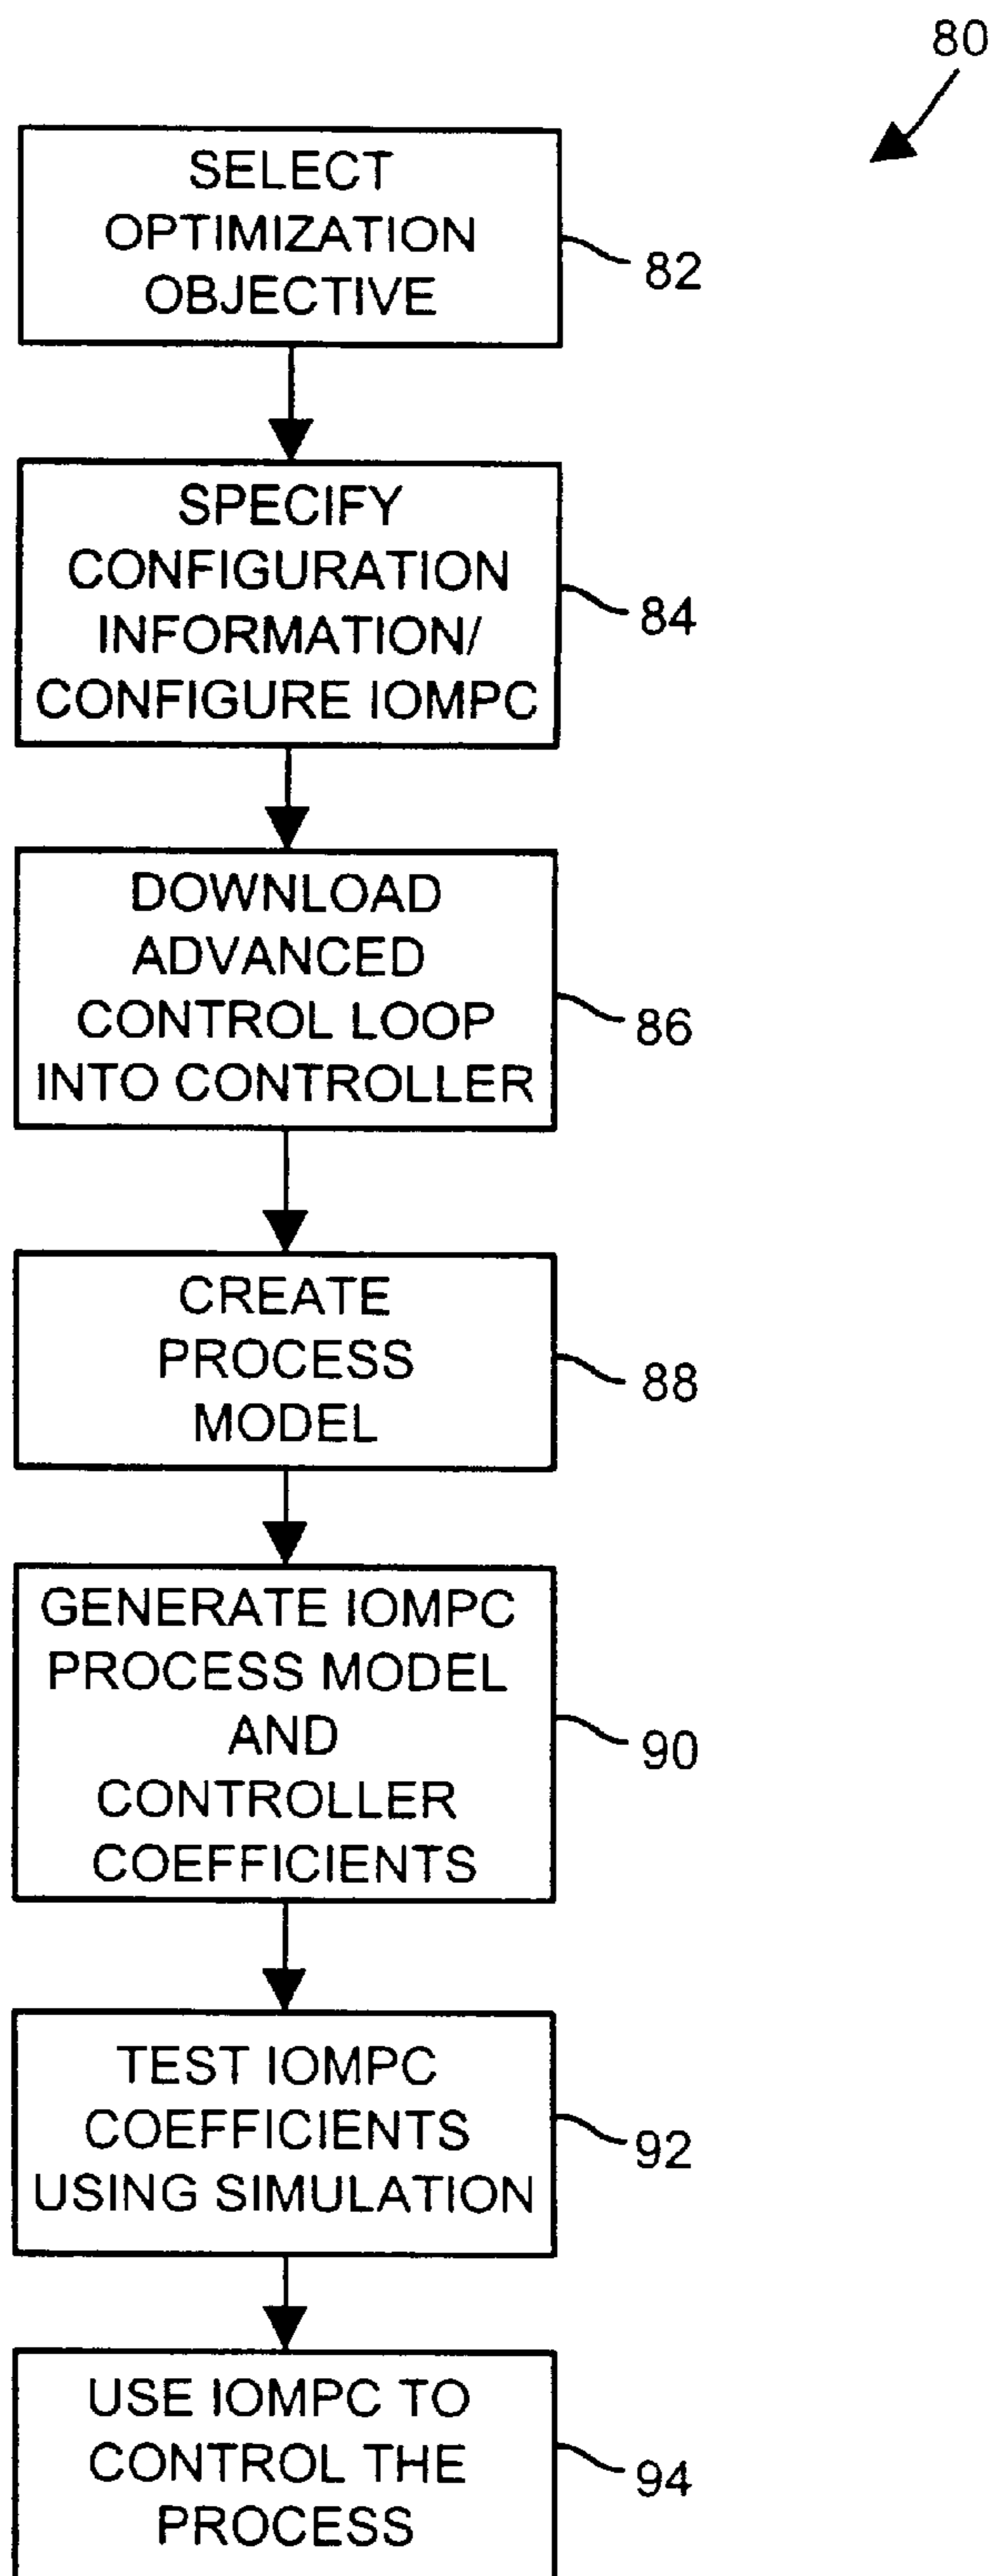 80
SELECT
OPTIMIZATION
OBJECTIVE
82
SPECIFY
CONFIGURATION
INFORMATION/
CONFIGURE IOMPC
84
DOWNLOAD
ADVANCED
CONTROL LOOP
INTO CONTROLLER
86
CREATE
PROCESS
MODEL
88
GENERATE IOMPC
PROCESS MODEL
AND
CONTROLLER
COEFFICIENTS
90
TEST IOMPC
COEFFICIENTS
USING SIMULATION
92
USE IOMPC TO
CONTROL THE
PROCESS
94